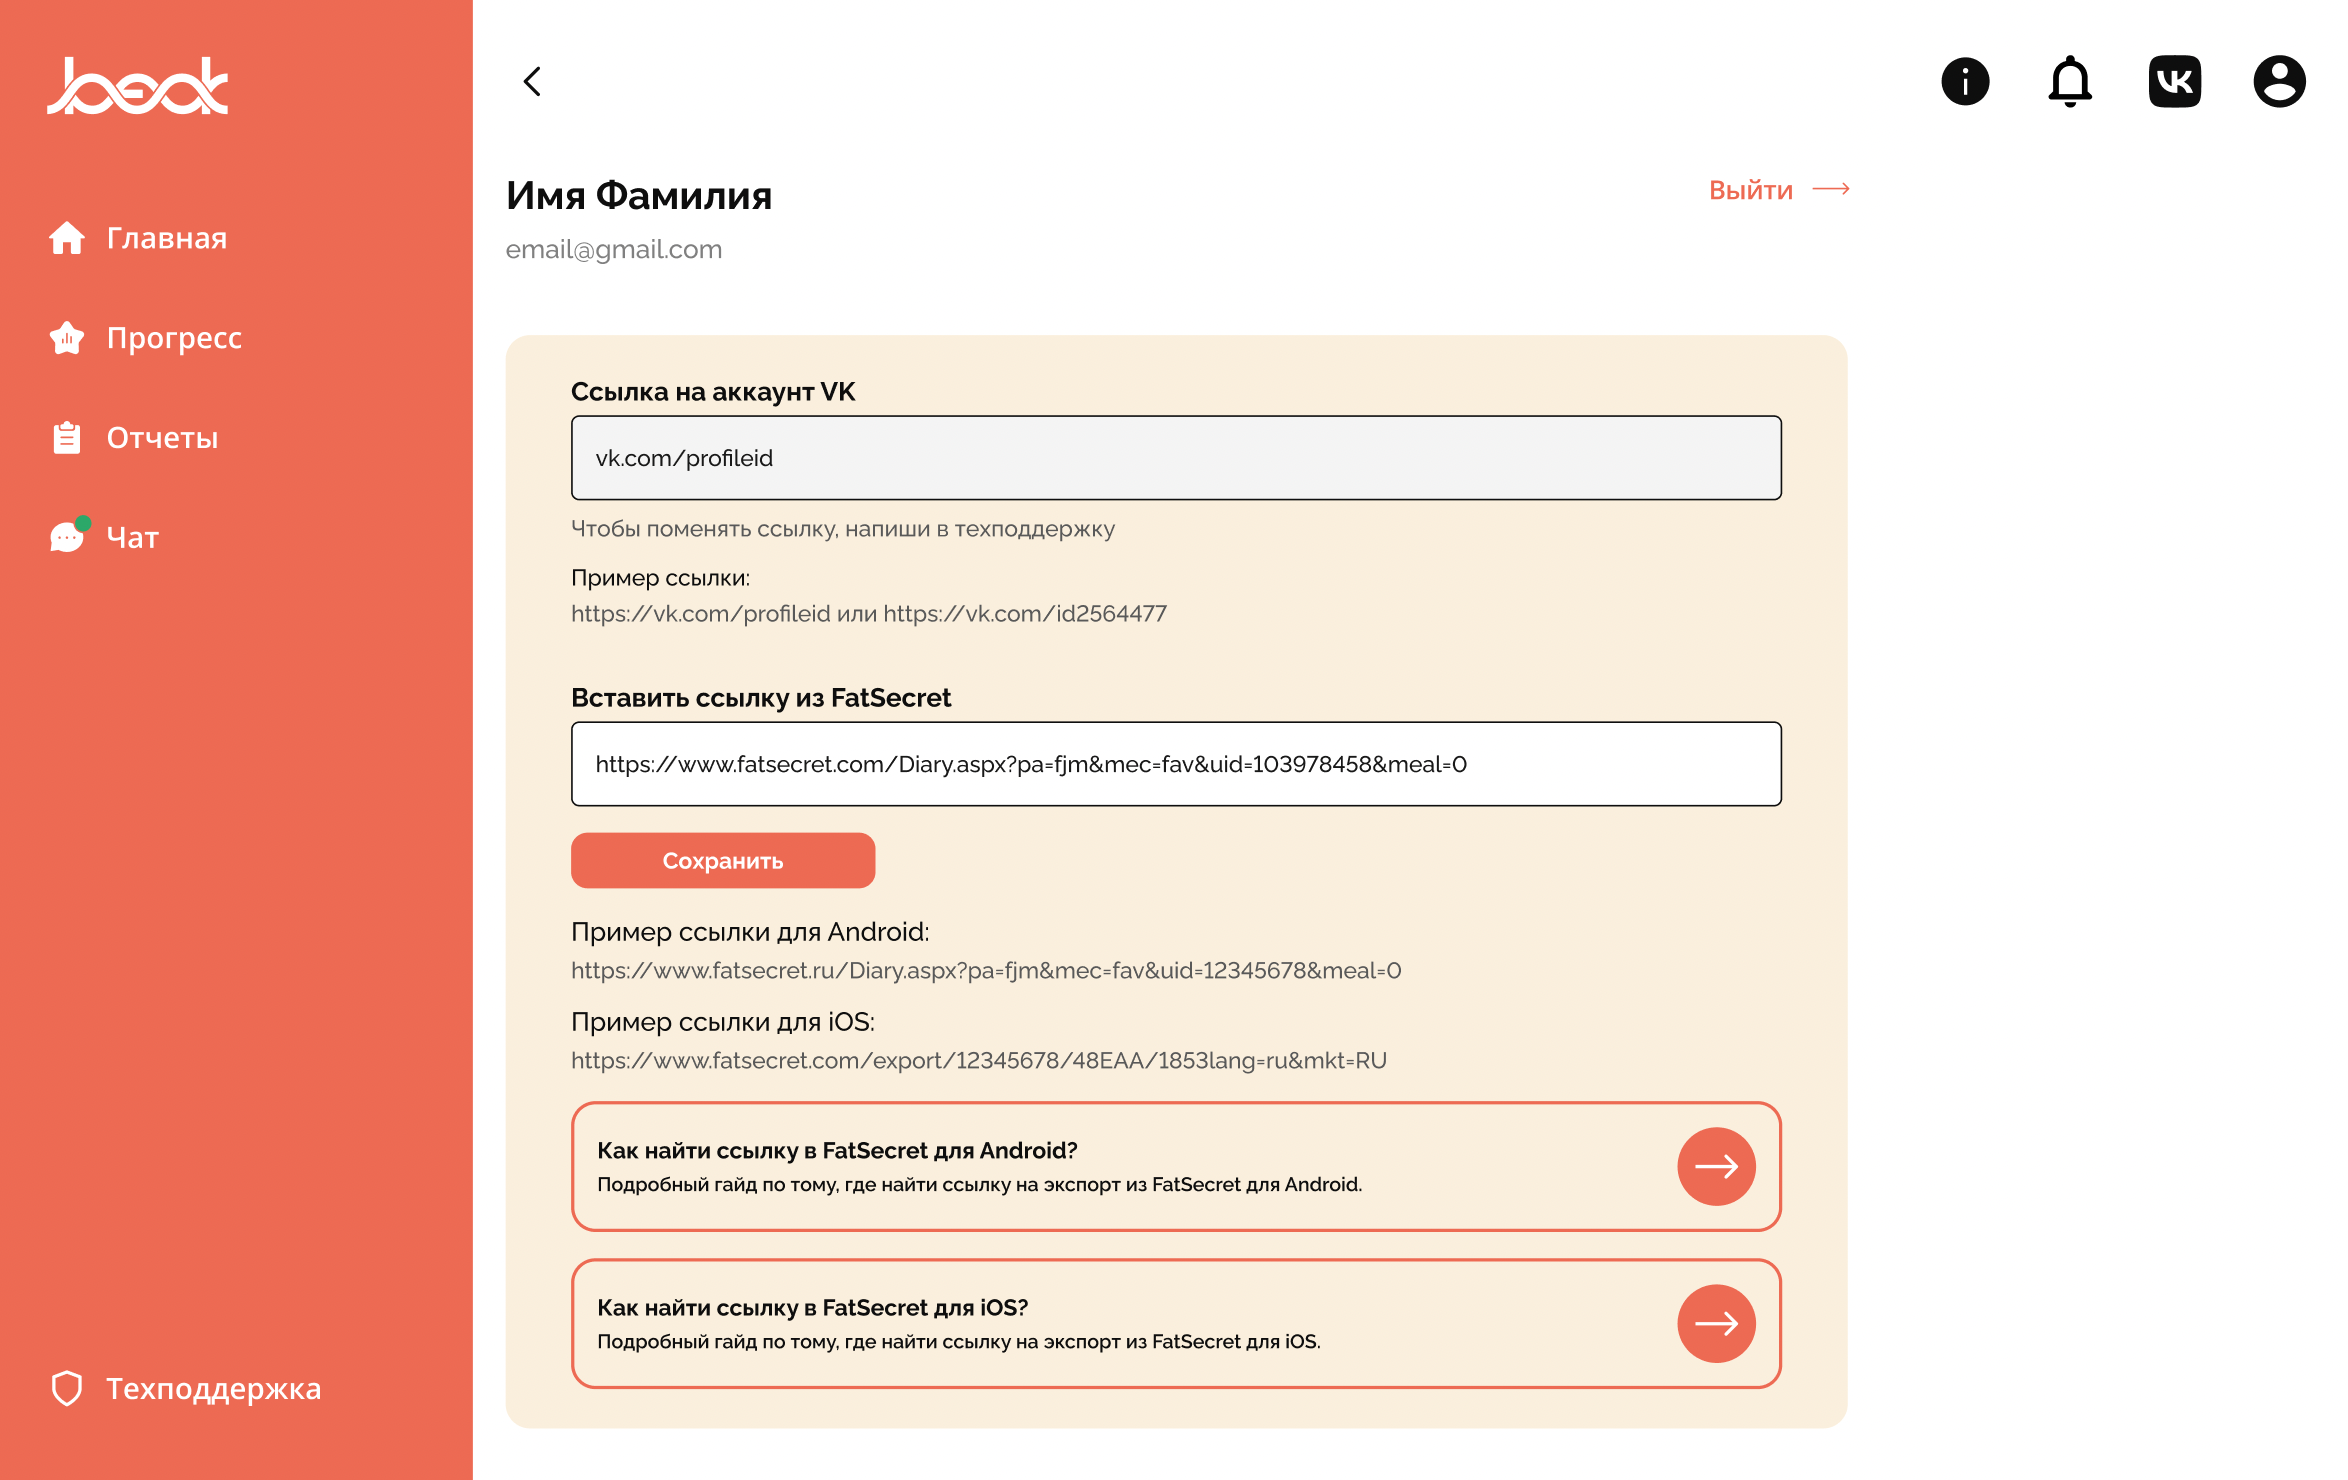 Главная
Прогресс
Отчеты
Чат
Техподдержка
Имя Фамилия
Выйти
email@gmail.com
Ссылка на аккаунт VK
vk.com/profileid
Чтобы поменять ссылку, напиши в техподдержку
Пример ссылки:
https://vk.com/profileid или https://vk.com/id2564477
Вставить ссылку из FatSecret
https://www.fatsecret.com/Diary.aspx?pa=fjm&mec=fav&uid=103978458&meal=0
Сохранить
Пример ссылки для Android:
https://www.fatsecret.ru/Diary.aspx?pa=fjm&mec=fav&uid=12345678&meal=0
Пример ссылки для iOS:
https://www.fatsecret.com/export/12345678/48EAA/1853lang=ru&mkt=RU
Как найти ссылку в FatSecret для Android?
Подробный гайд по тому, где найти ссылку на экспорт из FatSecret для Android.
Как найти ссылку в FatSecret для iOS?
Подробный гайд по тому, где найти ссылку на экспорт из FatSecret для iOS.